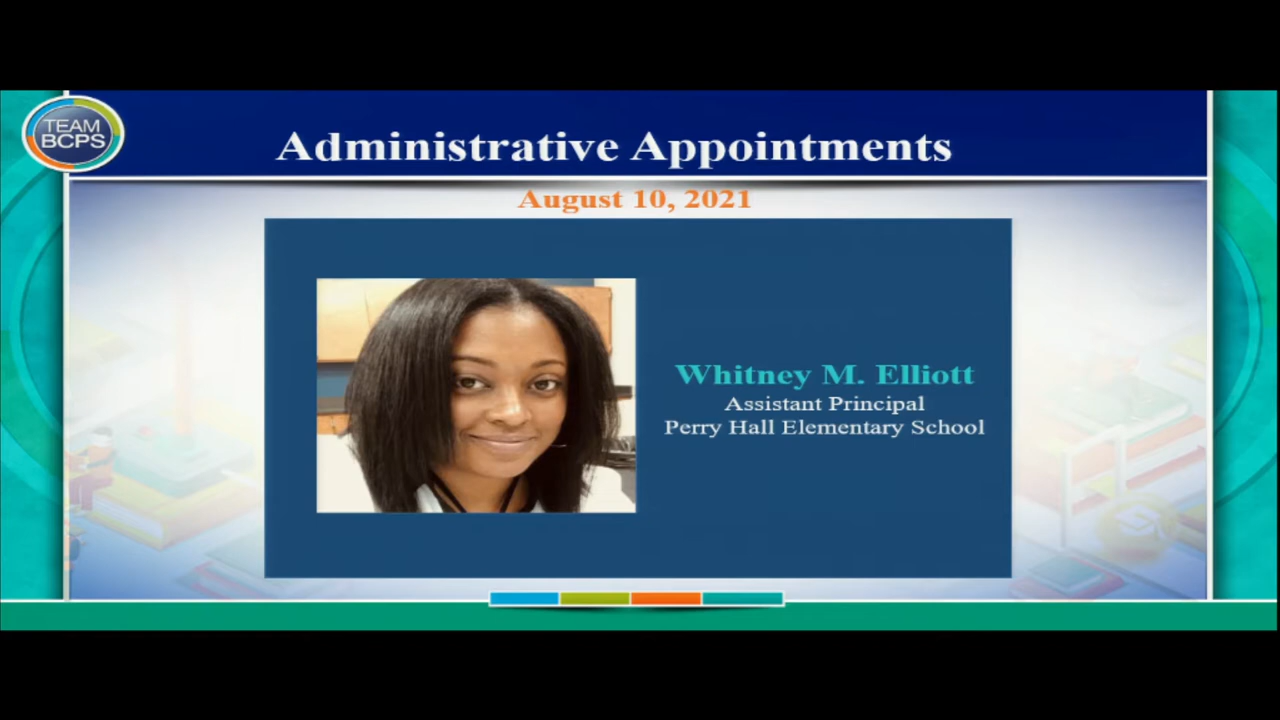 TEAM
BCPS
Administrative Appointments
August 10, 2021
Whitney M. Elliott
Assistant Principal
Perry Hall Elementary School